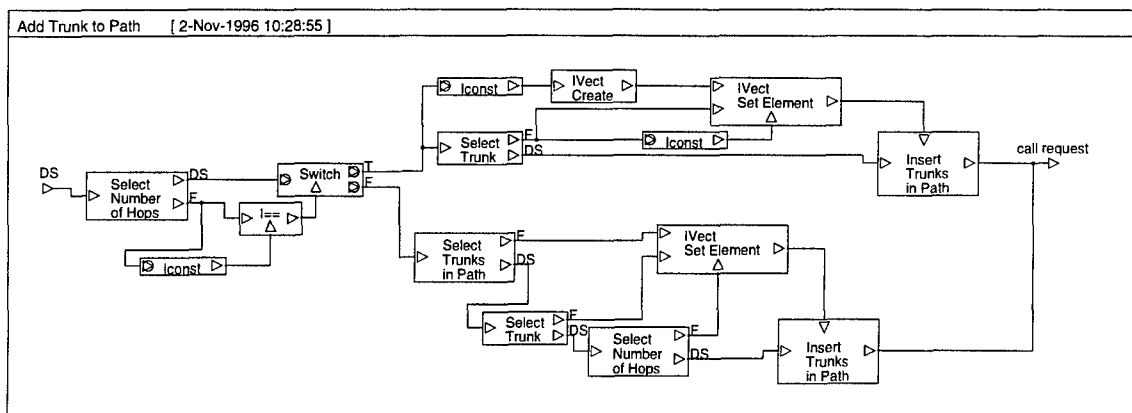 Add Trunk to Path [ 2-Nov-1996 10:28:55 ]
Iconst
IVect
Create
IVect
Set Element
Select
Trunk
F
DS
Iconst
Insert
Trunks
in Path
call request
DS
Select
Number
of Hops
DS
F
Switch
T
F
I==
Iconst
Select
Trunks
in Path
F
DS
IVect
Set Element
Select
Trunk
F
DS
Select
Number
of Hops
F
DS
Insert
Trunks
in Path